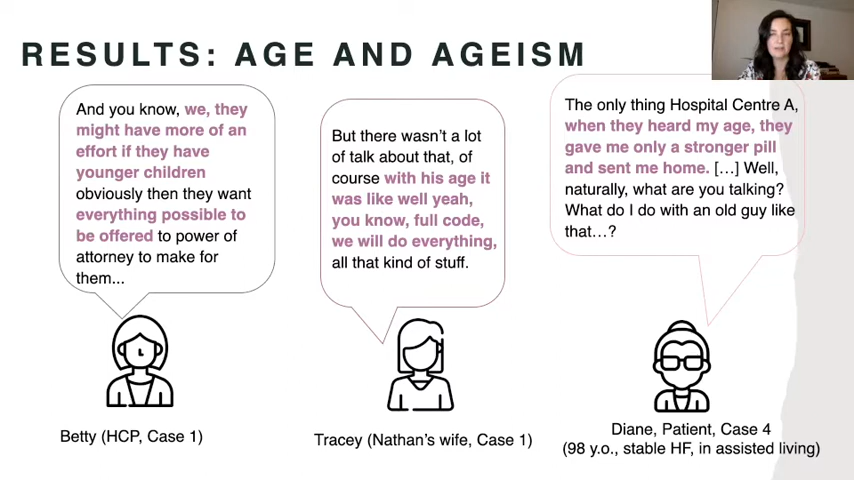 RESULTS: AGE AND AGEISM
And you know, we, they
might have more of an
effort if they have
younger children
obviously then they want
everything possible to
be offered to power of
attorney to make for
them...
But there wasn't a lot
of talk about that, of
course with his age it
was like well yeah,
you know, full code,
we will do everything,
all that kind of stuff.
The only thing Hospital Centre A,
when they heard my age, they
gave me only a stronger pill
and sent me home. […] Well,
naturally, what are you talking?
What do I do with an old guy like
that…?
Betty (HCP, Case 1)
Tracey (Nathan's wife, Case 1)
Diane, Patient, Case 4
(98 y.o., stable HF, in assisted living)